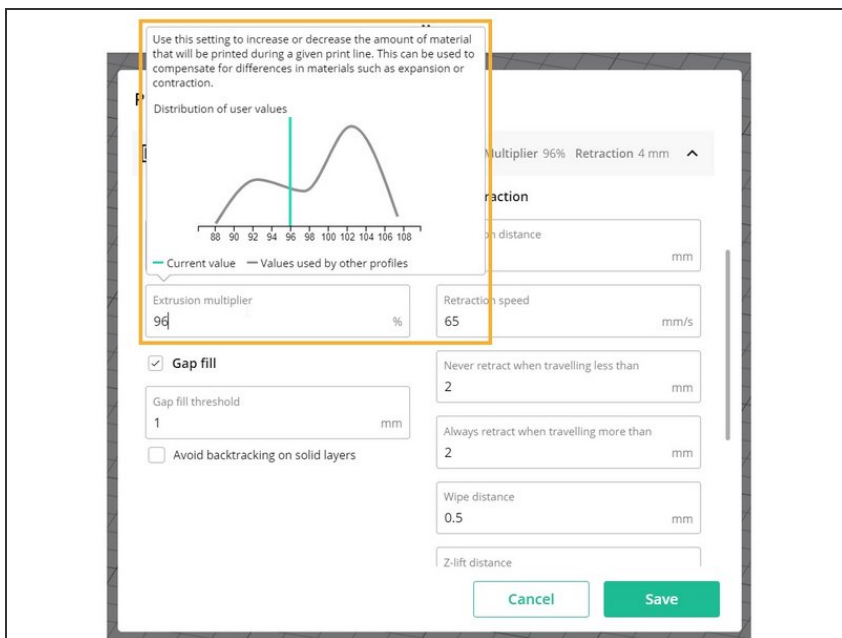 Use this setting to increase or decrease the amount of material
that will be printed during a given print line. This can be used to
compensate for differences in materials such as expansion or
contraction.
Distribution of user values
88 90 92 94 96 98 100 102 104 106 108
Current value Values used by other profiles
Multiplier 96% Retraction 4 mm
distance
mm
Extrusion multiplier
96 %
Retraction speed
65 mm/s
Gap fill
Never retract when travelling less than
2 mm
Gap fill threshold
1 mm
Always retract when travelling more than
2 mm
Avoid backtracking on solid layers
Wipe distance
0.5 mm
Z-lift distance
Cancel Save